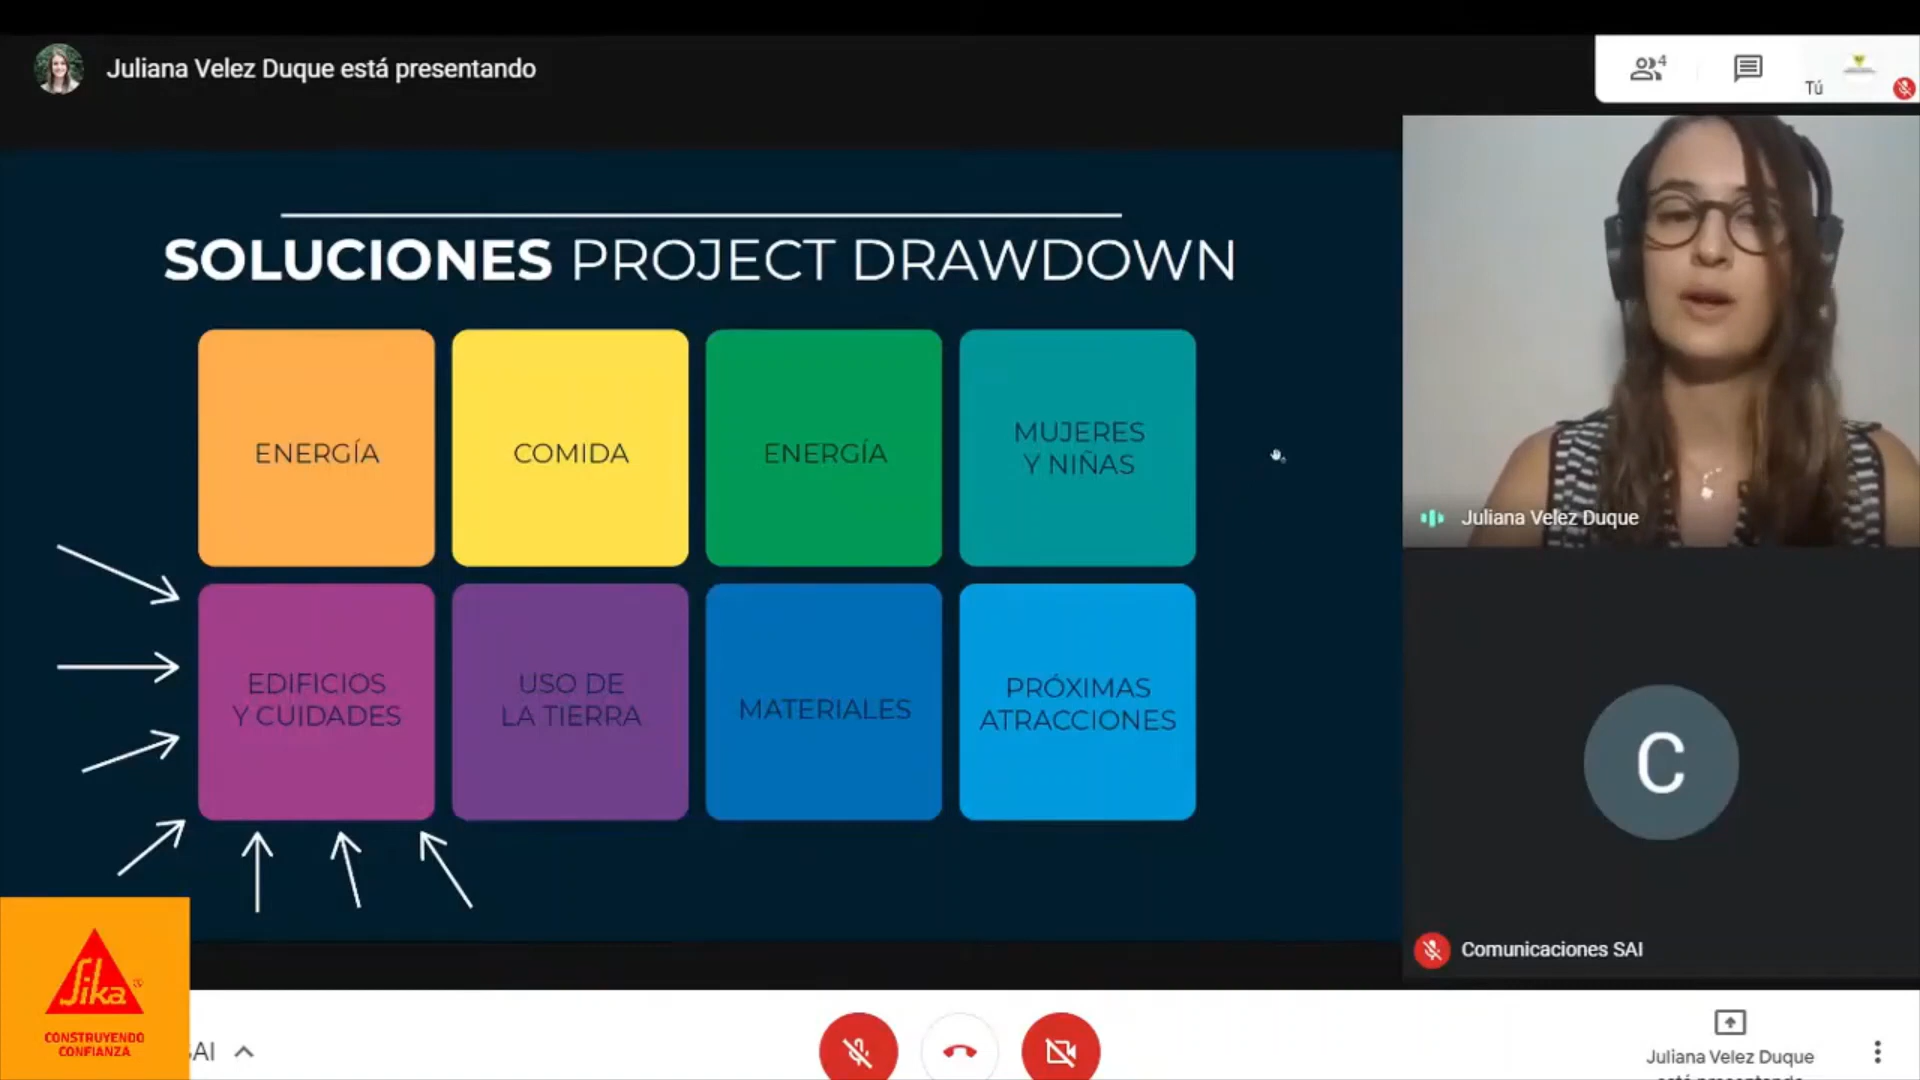 Juliana Velez Duque está presentando
4
Tú
SOLUCIONES PROJECT DRAWDOWN
ENERGÍA
COMIDA
ENERGÍA
MUJERES
Y NIÑAS
EDIFICIOS
Y CUIDADES
USO DE
LA TIERRA
MATERIALES
PRÓXIMAS
ATRACCIONES
Juliana Velez Duque
C
Comunicaciones SAI
Sika
CONSTRUYENDO
CONFIANZA
AI
Juliana Velez Duque